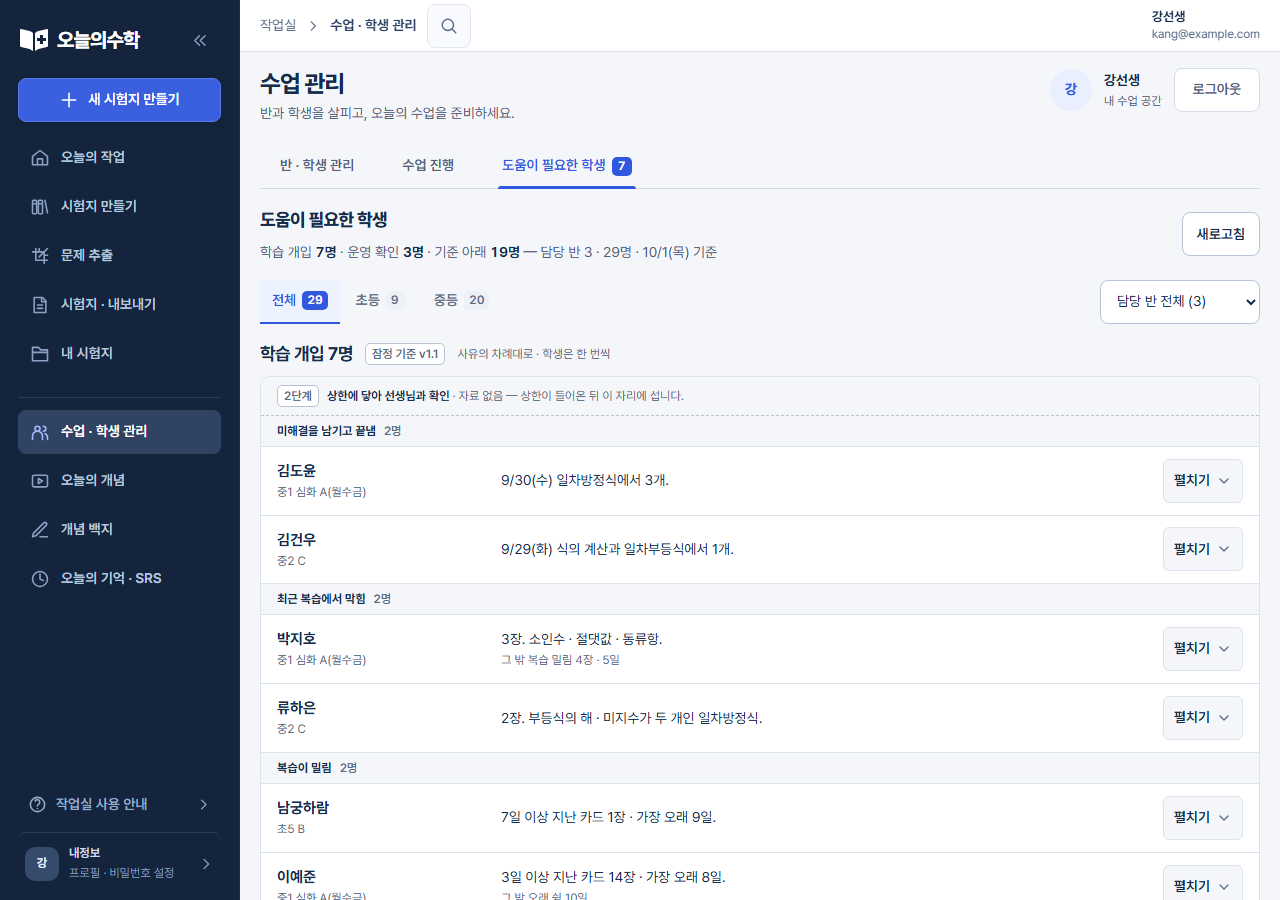 오늘의수학
새 시험지 만들기
오늘의 작업
시험지 만들기
문제 추출
시험지 · 내보내기
내 시험지
수업 · 학생 관리
오늘의 개념
개념 백지
오늘의 기억 · SRS
작업실 사용 안내
강
내정보
프로필 · 비밀번호 설정
작업실
수업 · 학생 관리
강선생
kang@example.com
수업 관리
반과 학생을 살피고, 오늘의 수업을 준비하세요.
강
강선생
내 수업 공간
로그아웃
반 · 학생 관리
수업 진행
도움이 필요한 학생 7
도움이 필요한 학생
학습 개입 7명 · 운영 확인 3명 · 기준 아래 19명 — 담당 반 3 · 29명 · 10/1(목) 기준
새로고침
전체 29
초등 9
중등 20
담당 반 전체 (3)
학습 개입 7명
잠정 기준 v1.1
사유의 차례대로 · 학생은 한 번씩
2단계
상한에 닿아 선생님과 확인 · 자료 없음 — 상한이 들어온 뒤 이 자리에 섭니다.
미해결을 남기고 끝냄 2명
김도윤
중1 심화 A(월수금)
9/30(수) 일차방정식에서 3개.
펼치기
김건우
중2 C
9/29(화) 식의 계산과 일차부등식에서 1개.
펼치기
최근 복습에서 막힘 2명
박지호
중1 심화 A(월수금)
3장. 소인수 · 절댓값 · 동류항.
그 밖 복습 밀림 4장 · 5일
펼치기
류하은
중2 C
2장. 부등식의 해 · 미지수가 두 개인 일차방정식.
펼치기
복습이 밀림 2명
남궁하람
초5 B
7일 이상 지난 카드 1장 · 가장 오래 9일.
펼치기
이예준
중1 심화 A(월수금)
3일 이상 지난 카드 14장 · 가장 오래 8일.
그 밖 오래 쉼 10일
펼치기